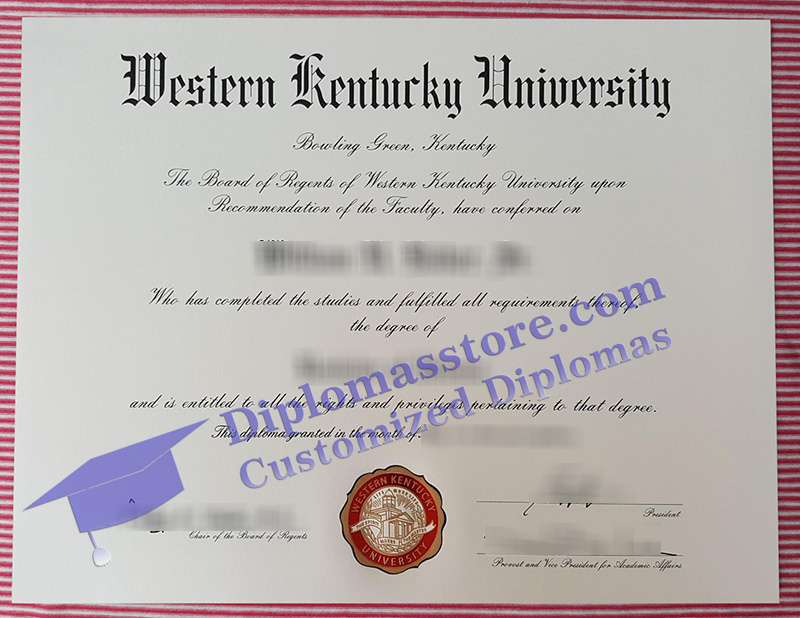 Western Kentucky University
Bowling Green, Kentucky
The Board of Regents of Western Kentucky University upon
Recommendation of the Faculty, have conferred on
Who has completed the studies and fulfilled all requirements thereof,
the degree of
and is entitled to all the rights and privileges pertaining to that degree.
This diploma granted in the month of:
Diplomasstore.com
Customized Diplomas
WESTERN KENTUCKY
UNIVERSITY
Chair of the Board of Regents
President
Provost and Vice President for Academic Affairs